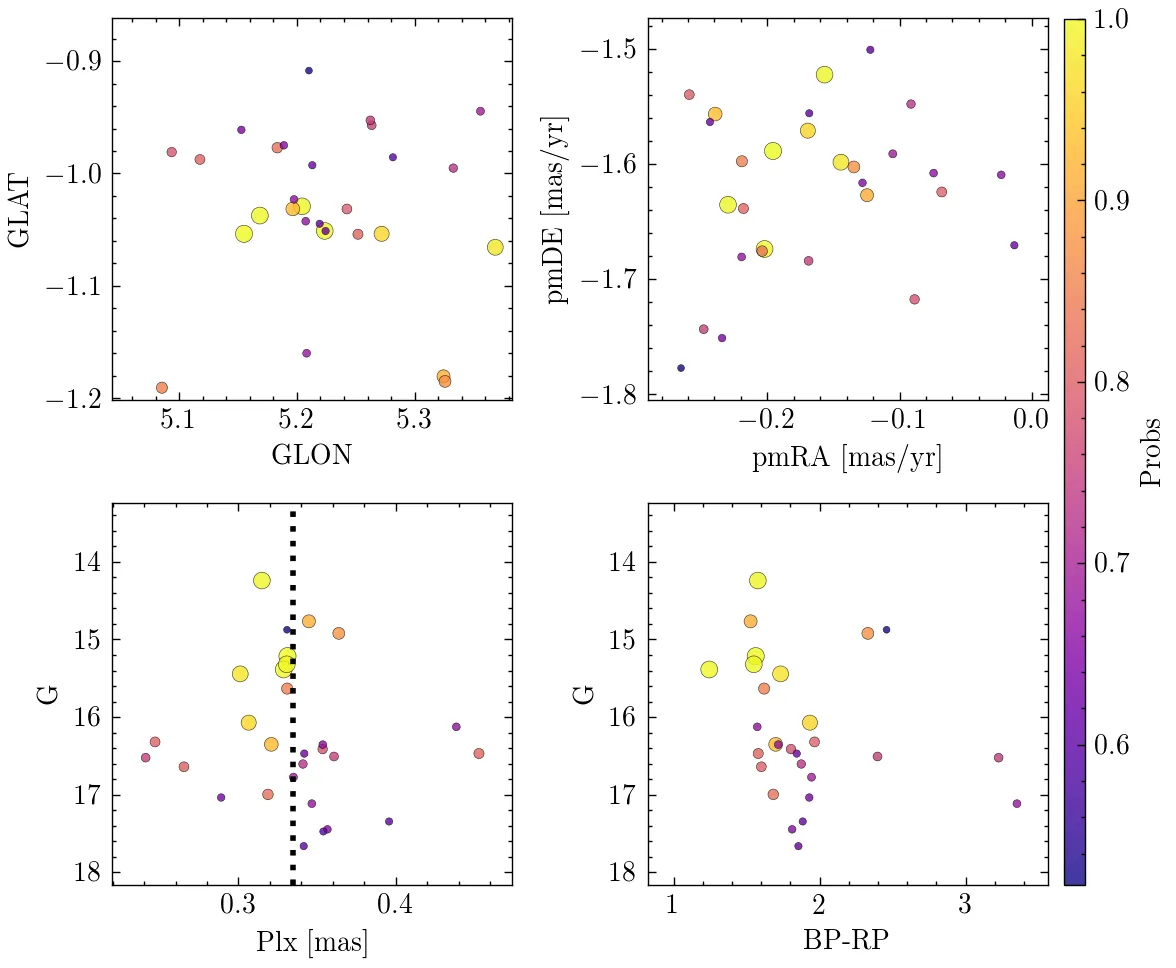 −0.9
−1.0
−1.1
−1.2
GLAT
5.1 5.2 5.3
GLON
−1.5
−1.6
−1.7
−1.8
pmDE [mas/yr]
−0.2 −0.1 0.0
pmRA [mas/yr]
1.0
0.9
0.8
0.7
0.6
Probs
14
15
16
17
18
G
0.3 0.4
Plx [mas]
14
15
16
17
18
G
1 2 3
BP-RP